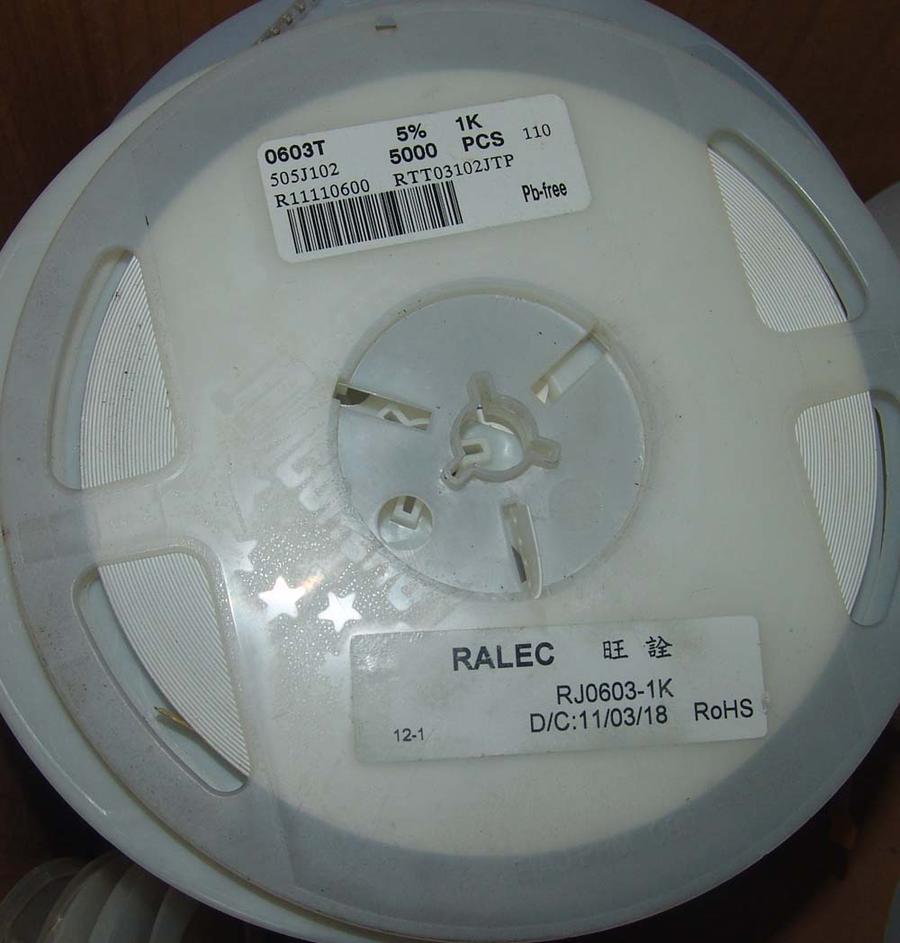 0603T 5% 1K 110
505J102 5000 PCS
R11110600 RTT03102JTP
Pb-free
RALEC 旺 詮
RJ0603-1K
12-1 D/C:11/03/18 RoHS